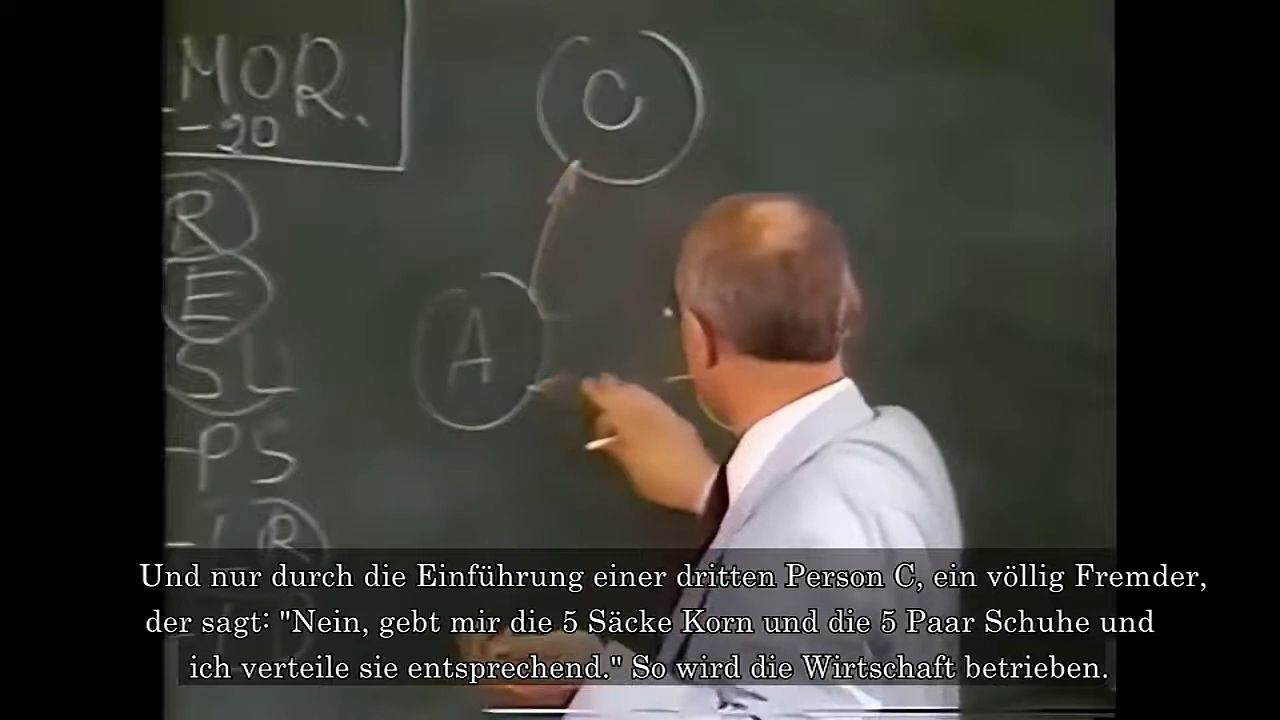 MOR.
-20
C
R
E
A
SL
-PS
R
Und nur durch die Einführung einer dritten Person C, ein völlig Fremder,
der sagt: "Nein, gebt mir die 5 Säcke Korn und die 5 Paar Schuhe und
ich verteile sie entsprechend." So wird die Wirtschaft betrieben.